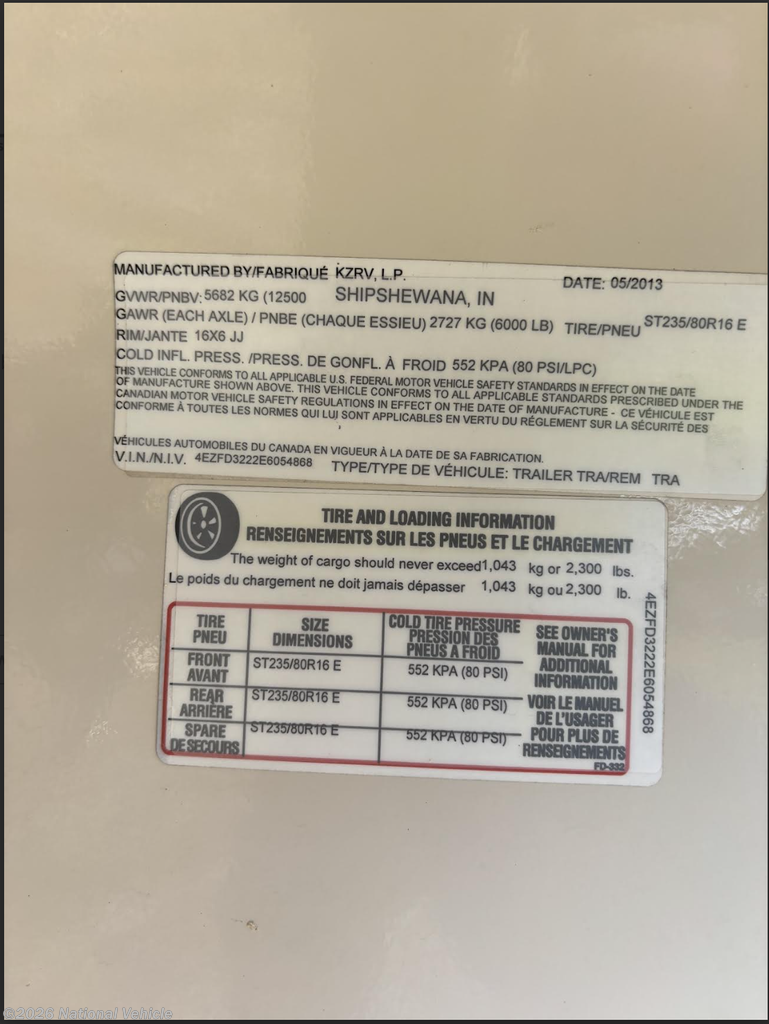 MANUFACTURED BY/FABRIQUÉ KZRV, L.P. DATE: 05/2013
GVWR/PNBV: 5682 KG (12500 SHIPSHEWANA, IN
GAWR (EACH AXLE) / PNBE (CHAQUE ESSIEU) 2727 KG (6000 LB) TIRE/PNEU ST235/80R16 E
RIM/JANTE 16X6 JJ
COLD INFL. PRESS. /PRESS. DE GONFL. À FROID 552 KPA (80 PSI/LPC)
THIS VEHICLE CONFORMS TO ALL APPLICABLE U.S. FEDERAL MOTOR VEHICLE SAFETY STANDARDS IN EFFECT ON THE DATE
OF MANUFACTURE SHOWN ABOVE. THIS VEHICLE CONFORMS TO ALL APPLICABLE STANDARDS PRESCRIBED UNDER THE
CANADIAN MOTOR VEHICLE SAFETY REGULATIONS IN EFFECT ON THE DATE OF MANUFACTURE - CE VÉHICULE EST
CONFORME À TOUTES LES NORMES QUI LUI SONT APPLICABLES EN VERTU DU RÉGLEMENT SUR LA SÉCURITÉ DES
VÉHICULES AUTOMOBILES DU CANADA EN VIGUEUR À LA DATE DE SA FABRICATION.
V.I.N./N.I.V. 4EZFD3222E6054868 TYPE/TYPE DE VÉHICULE: TRAILER TRA/REM TRA
TIRE AND LOADING INFORMATION
RENSEIGNEMENTS SUR LES PNEUS ET LE CHARGEMENT
The weight of cargo should never exceed 1,043 kg or 2,300 lbs.
Le poids du chargement ne doit jamais dépasser 1,043 kg ou 2,300 lb.
TIRE
PNEU
SIZE
DIMENSIONS
COLD TIRE PRESSURE
PRESSION DES
PNEUS A FROID
FRONT
AVANT
ST235/80R16 E
552 KPA (80 PSI)
REAR
ARRIÈRE
ST235/80R16 E
552 KPA (80 PSI)
SPARE
DE SECOURS
ST235/80R16 E
552 KPA (80 PSI)
SEE OWNER'S
MANUAL FOR
ADDITIONAL
INFORMATION
VOIR LE MANUEL
DE L'USAGER
POUR PLUS DE
RENSEIGNEMENTS
FD-332
4EZFD3222E6054868
©2026 National Vehicle